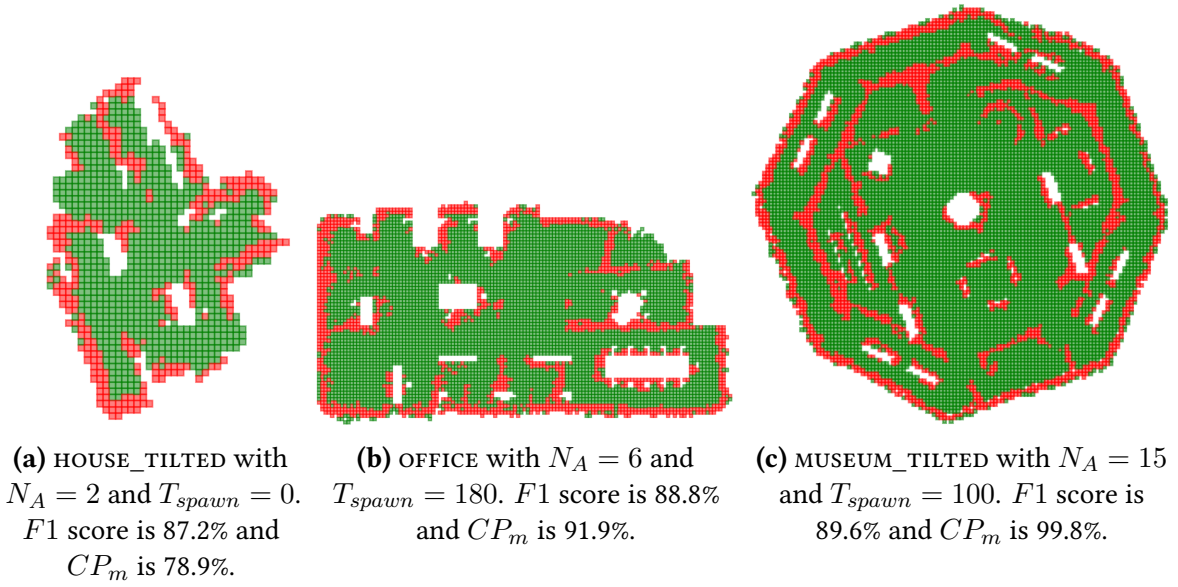 (a) HOUSE_TILTED with
N_A = 2 and T_spawn = 0.
F1 score is 87.2% and
CP_m is 78.9%.
(b) OFFICE with N_A = 6 and
T_spawn = 180. F1 score is 88.8%
and CP_m is 91.9%.
(c) MUSEUM_TILTED with N_A = 15
and T_spawn = 100. F1 score is
89.6% and CP_m is 99.8%.